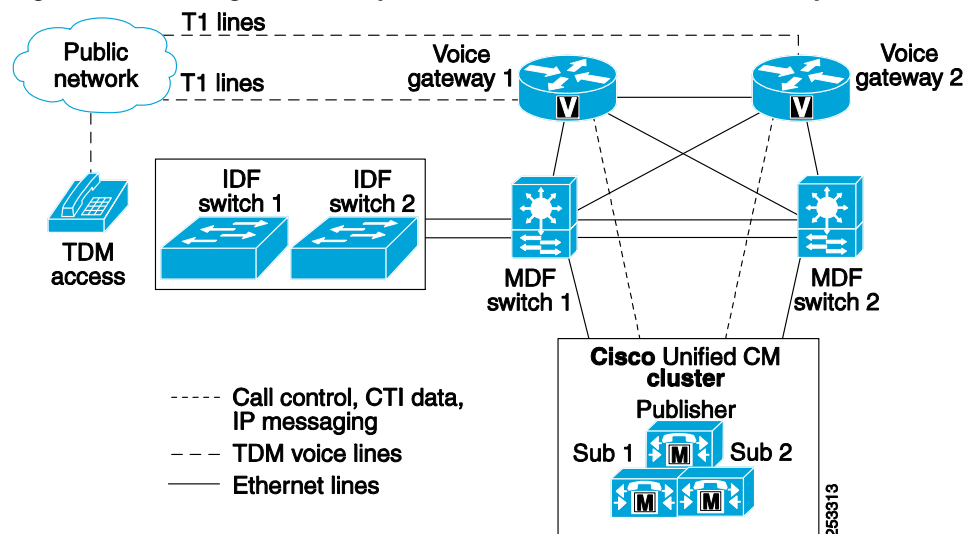 T1 lines
Public
network
T1 lines
Voice
gateway 1
Voice
gateway 2
V
V
IDF
switch 1
IDF
switch 2
TDM
access
MDF
switch 1
MDF
switch 2
Cisco Unified CM
cluster
Publisher
Sub 1
M
Sub 2
M
M
Call control, CTI data,
IP messaging
TDM voice lines
Ethernet lines
253313